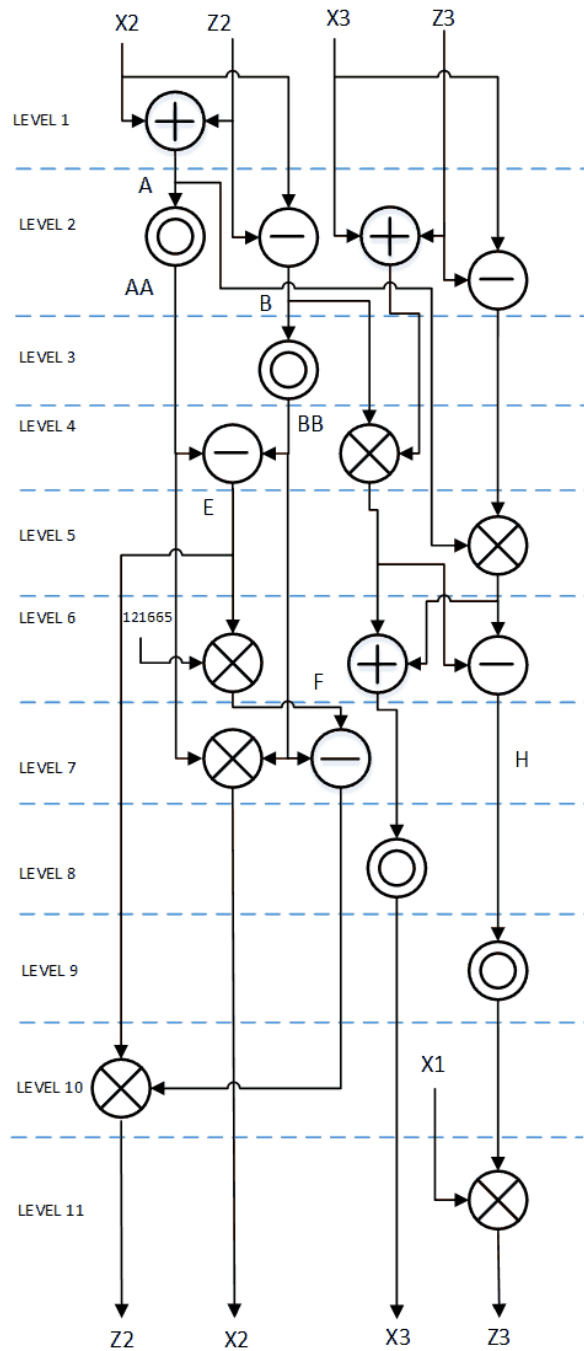 X2 Z2 X3 Z3
LEVEL 1
A
LEVEL 2
AA
B
LEVEL 3
LEVEL 4
BB
E
LEVEL 5
LEVEL 6
121665
F
LEVEL 7
H
LEVEL 8
LEVEL 9
X1
LEVEL 10
LEVEL 11
Z2 X2 X3 Z3